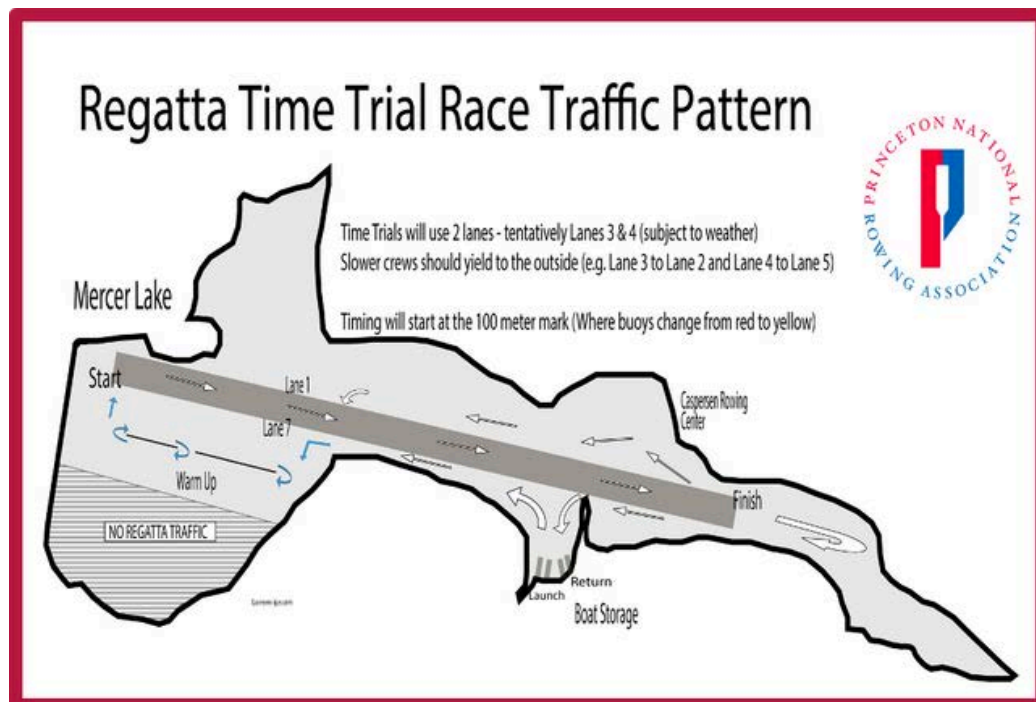 Regatta Time Trial Race Traffic Pattern
PRINCETON NATIONAL
ROWING ASSOCIATION
Time Trials will use 2 lanes - tentatively Lanes 3 & 4 (subject to weather)
Slower crews should yield to the outside (e.g. Lane 3 to Lane 2 and Lane 4 to Lane 5)
Timing will start at the 100 meter mark (Where buoys change from red to yellow)
Mercer Lake
Start
Lane 1
Lane 7
Caspersen Rowing
Center
Warm Up
Finish
NO REGATTA TRAFFIC
Return
Launch
Boat Storage